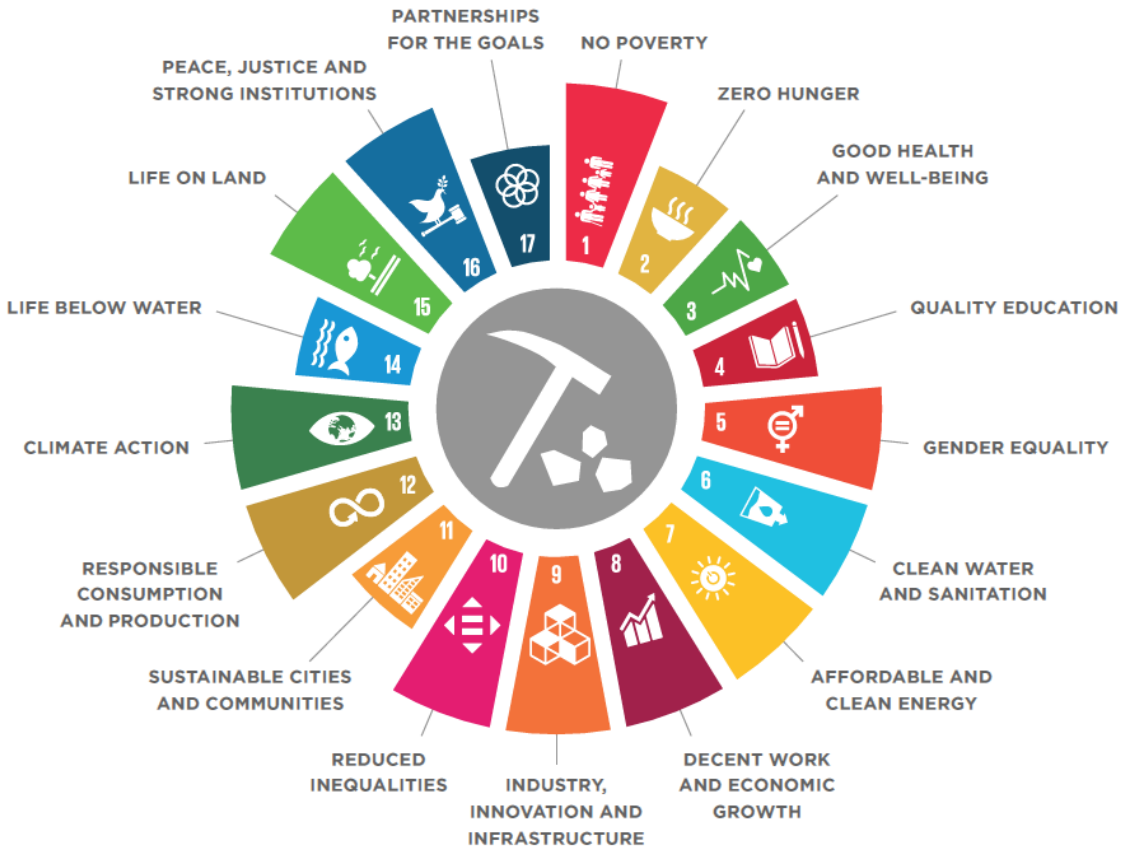 PARTNERSHIPS
FOR THE GOALS
NO POVERTY
PEACE, JUSTICE AND
STRONG INSTITUTIONS
ZERO HUNGER
GOOD HEALTH
AND WELL-BEING
LIFE ON LAND
QUALITY EDUCATION
LIFE BELOW WATER
GENDER EQUALITY
CLIMATE ACTION
CLEAN WATER
AND SANITATION
RESPONSIBLE
CONSUMPTION
AND PRODUCTION
AFFORDABLE AND
CLEAN ENERGY
SUSTAINABLE CITIES
AND COMMUNITIES
DECENT WORK
AND ECONOMIC
GROWTH
REDUCED
INEQUALITIES
INDUSTRY,
INNOVATION AND
INFRASTRUCTURE
1
2
3
4
5
6
7
8
9
10
11
12
13
14
15
16
17